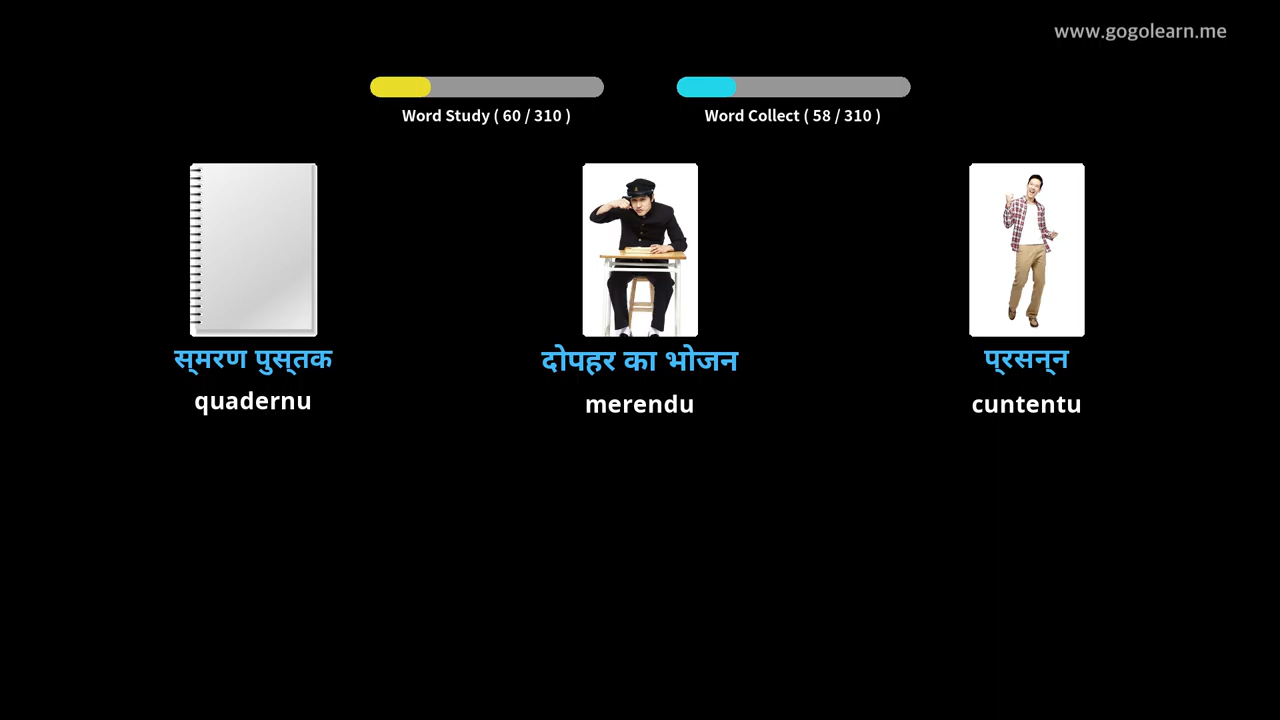 www.gogolearn.me
Word Study ( 60 / 310 )
Word Collect ( 58 / 310 )
स्मरण पुस्तक
दोपहर का भोजन
प्रसन्न
quadernu
merendu
cuntentu